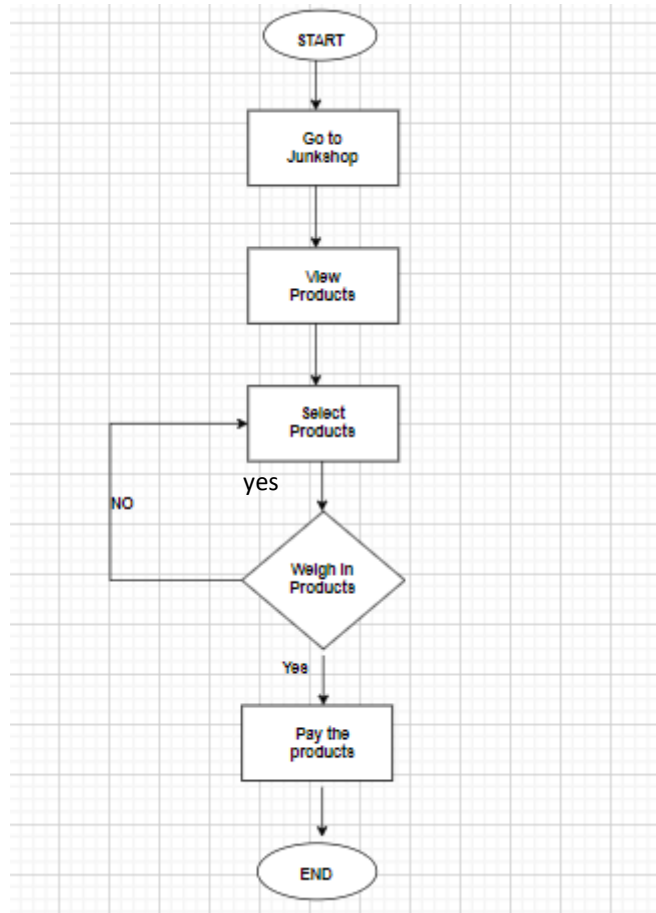 START
Go to
Junkshop
View
Products
Select
Products
yes
NO
Weigh in
Products
Yes
Pay the
products
END